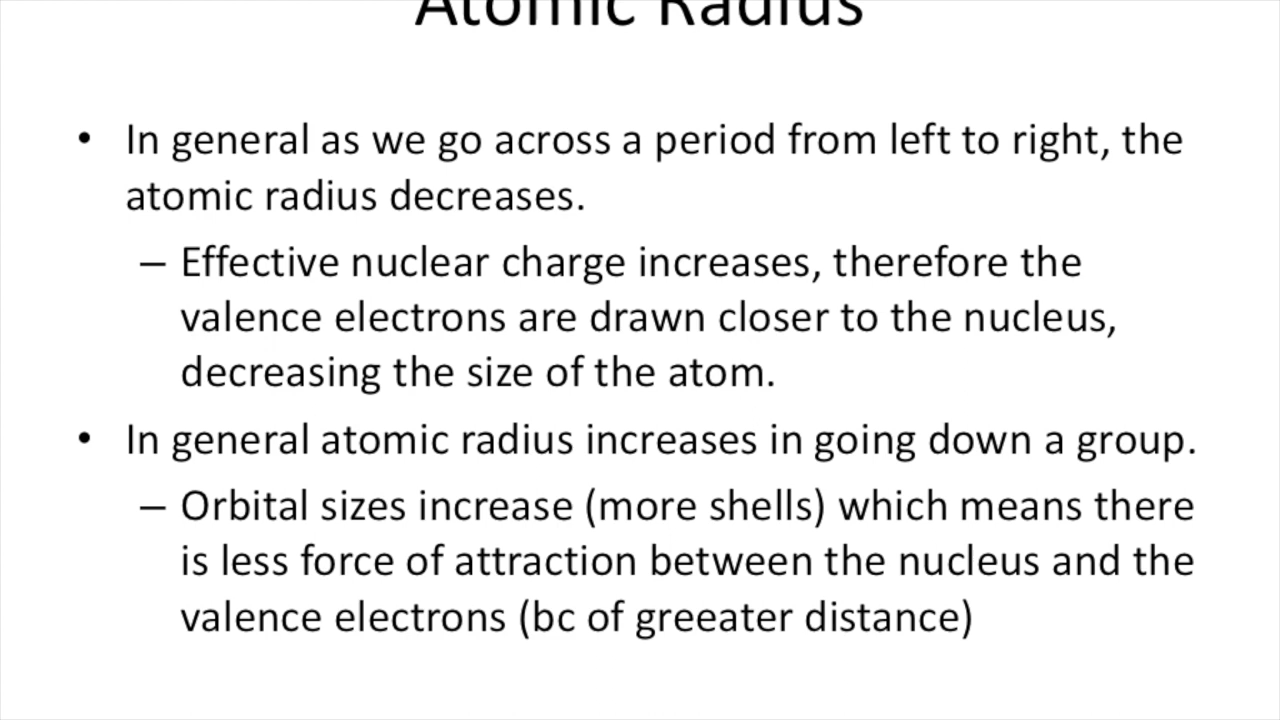 Atomic Radius
• In general as we go across a period from left to right, the
atomic radius decreases.
– Effective nuclear charge increases, therefore the
valence electrons are drawn closer to the nucleus,
decreasing the size of the atom.
• In general atomic radius increases in going down a group.
– Orbital sizes increase (more shells) which means there
is less force of attraction between the nucleus and the
valence electrons (bc of greeater distance)